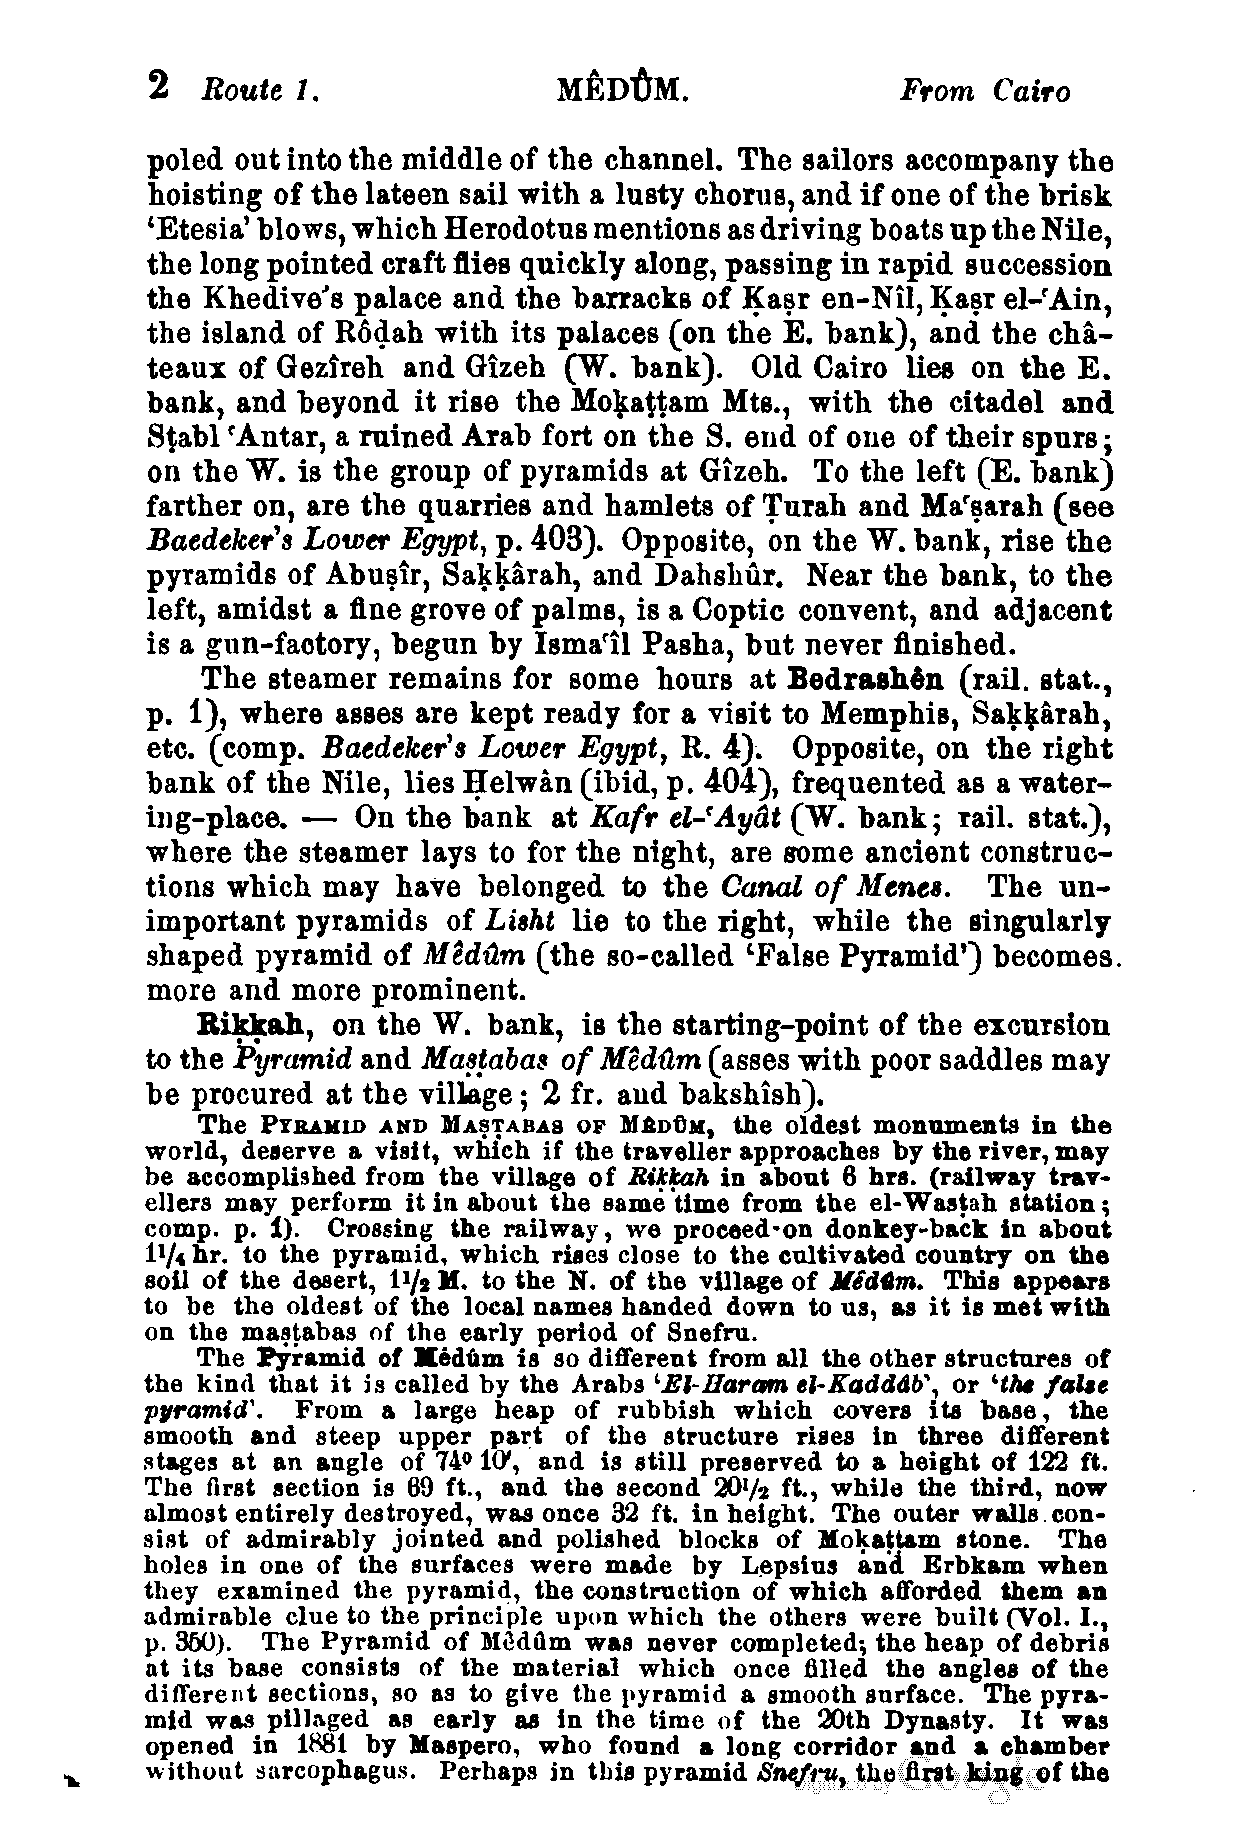 2 Route 1. MÊDÛM. From Cairo
poled out into the middle of the channel. The sailors accompany the
hoisting of the lateen sail with a lusty chorus, and if one of the brisk
‘Etesia’ blows, which Herodotus mentions as driving boats up the Nile,
the long pointed craft flies quickly along, passing in rapid succession
the Khedive's palace and the barracks of Ḳaṣr en-Nîl, Ḳaṣr el-ʿAin,
the island of Rôḍah with its palaces (on the E. bank), and the châ-
teaux of Gezîreh and Gîzeh (W. bank). Old Cairo lies on the E.
bank, and beyond it rise the Moḳaṭṭam Mts., with the citadel and
Sṭabl ʿAntar, a ruined Arab fort on the S. end of one of their spurs;
on the W. is the group of pyramids at Gîzeh. To the left (E. bank)
farther on, are the quarries and hamlets of Ṭurah and Maʿṣarah (see
Baedeker's Lower Egypt, p. 403). Opposite, on the W. bank, rise the
pyramids of Abuṣîr, Saḳḳârah, and Dahshûr. Near the bank, to the
left, amidst a fine grove of palms, is a Coptic convent, and adjacent
is a gun-factory, begun by Ismaʿîl Pasha, but never finished.
The steamer remains for some hours at Bedrashên (rail. stat.,
p. 1), where asses are kept ready for a visit to Memphis, Saḳḳârah,
etc. (comp. Baedeker's Lower Egypt, R. 4). Opposite, on the right
bank of the Nile, lies Ḥelwân (ibid, p. 404), frequented as a water-
ing-place. — On the bank at Kafr el-ʿAyât (W. bank; rail. stat.),
where the steamer lays to for the night, are some ancient construc-
tions which may have belonged to the Canal of Menes. The un-
important pyramids of Lisht lie to the right, while the singularly
shaped pyramid of Mêdûm (the so-called ‘False Pyramid’) becomes.
more and more prominent.
Riḳḳah, on the W. bank, is the starting-point of the excursion
to the Pyramid and Maṣṭabas of Mêdûm (asses with poor saddles may
be procured at the village; 2 fr. and bakshîsh).
The PYRAMID AND MAṢṬABAS OF MÊDÛM, the oldest monuments in the
world, deserve a visit, which if the traveller approaches by the river, may
be accomplished from the village of Riḳḳah in about 6 hrs. (railway trav-
ellers may perform it in about the same time from the el-Wasṭah station;
comp. p. 1). Crossing the railway, we proceed on donkey-back in about
1¹/₄ hr. to the pyramid, which rises close to the cultivated country on the
soil of the desert, 1¹/₂ M. to the N. of the village of Mêdûm. This appears
to be the oldest of the local names handed down to us, as it is met with
on the maṣṭabas of the early period of Snefru.
The Pyramid of Mêdûm is so different from all the other structures of
the kind that it is called by the Arabs ‘El-Haram el-Kaddâb’, or ‘the false
pyramid’. From a large heap of rubbish which covers its base, the
smooth and steep upper part of the structure rises in three different
stages at an angle of 74° 10′, and is still preserved to a height of 122 ft.
The first section is 69 ft., and the second 20¹/₂ ft., while the third, now
almost entirely destroyed, was once 32 ft. in height. The outer walls con-
sist of admirably jointed and polished blocks of Moḳaṭṭam stone. The
holes in one of the surfaces were made by Lepsius and Erbkam when
they examined the pyramid, the construction of which afforded them an
admirable clue to the principle upon which the others were built (Vol. I.,
p. 350). The Pyramid of Mêdûm was never completed; the heap of debris
at its base consists of the material which once filled the angles of the
different sections, so as to give the pyramid a smooth surface. The pyra-
mid was pillaged as early as in the time of the 20th Dynasty. It was
opened in 1881 by Maspero, who found a long corridor and a chamber
without sarcophagus. Perhaps in this pyramid Snefru, the first king of the